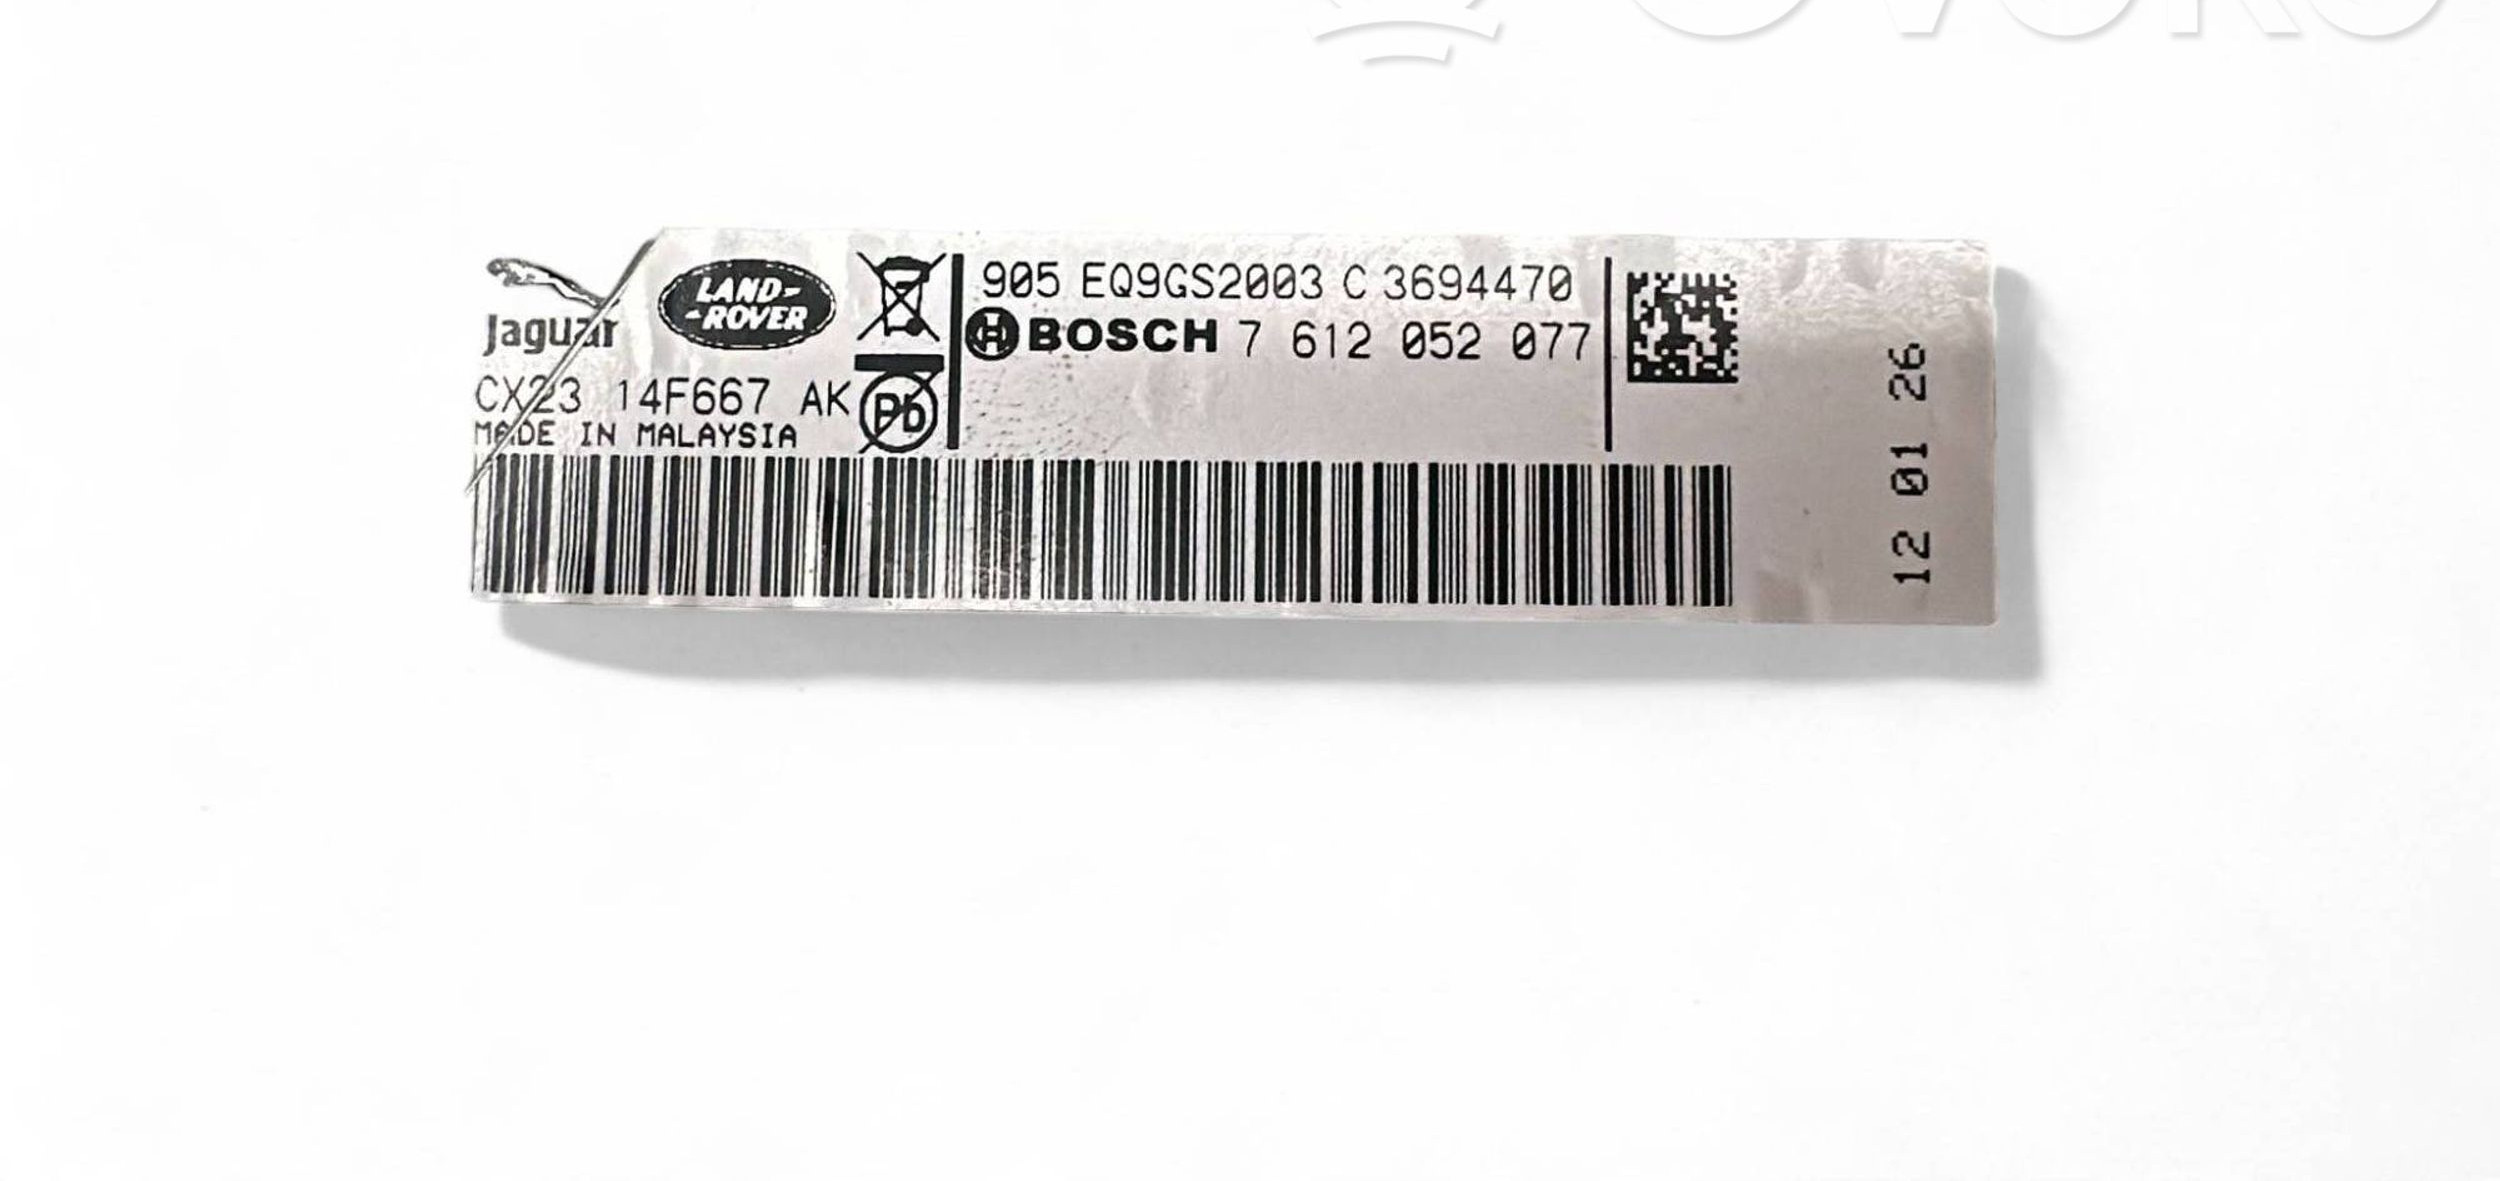 OVOKO
Jaguar
LAND-
-ROVER
CX23 14F667 AK
MADE IN MALAYSIA
Pb
905 EQ9GS2003 C 3694470
BOSCH 7 612 052 077
12 01 26